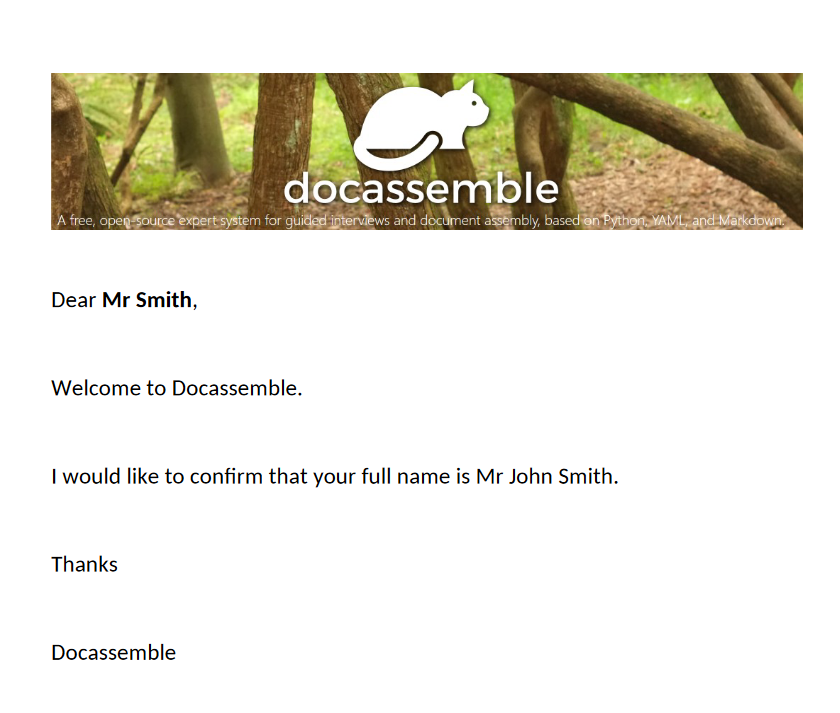 docassemble
A free, open-source expert system for guided interviews and document assembly, based on Python, YAML, and Markdown.
Dear Mr Smith,
Welcome to Docassemble.
I would like to confirm that your full name is Mr John Smith.
Thanks
Docassemble